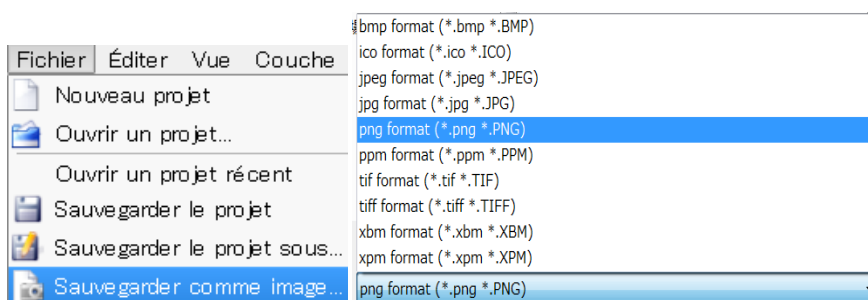 Fichier Éditer Vue Couche
Nouveau projet
Ouvrir un projet...
Ouvrir un projet récent
Sauvegarder le projet
Sauvegarder le projet sous...
Sauvegarder comme image...
bmp format (*.bmp *.BMP)
ico format (*.ico *.ICO)
jpeg format (*.jpeg *.JPEG)
jpg format (*.jpg *.JPG)
png format (*.png *.PNG)
ppm format (*.ppm *.PPM)
tif format (*.tif *.TIF)
tiff format (*.tiff *.TIFF)
xbm format (*.xbm *.XBM)
xpm format (*.xpm *.XPM)
png format (*.png *.PNG)